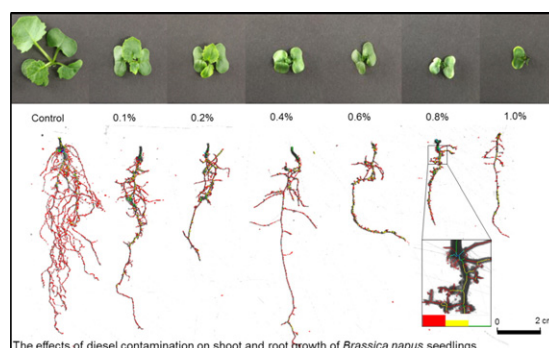 Control 0.1% 0.2% 0.4% 0.6% 0.8% 1.0%
0 2 cm
The effects of diesel contamination on shoot and root growth of Brassica napus seedlings